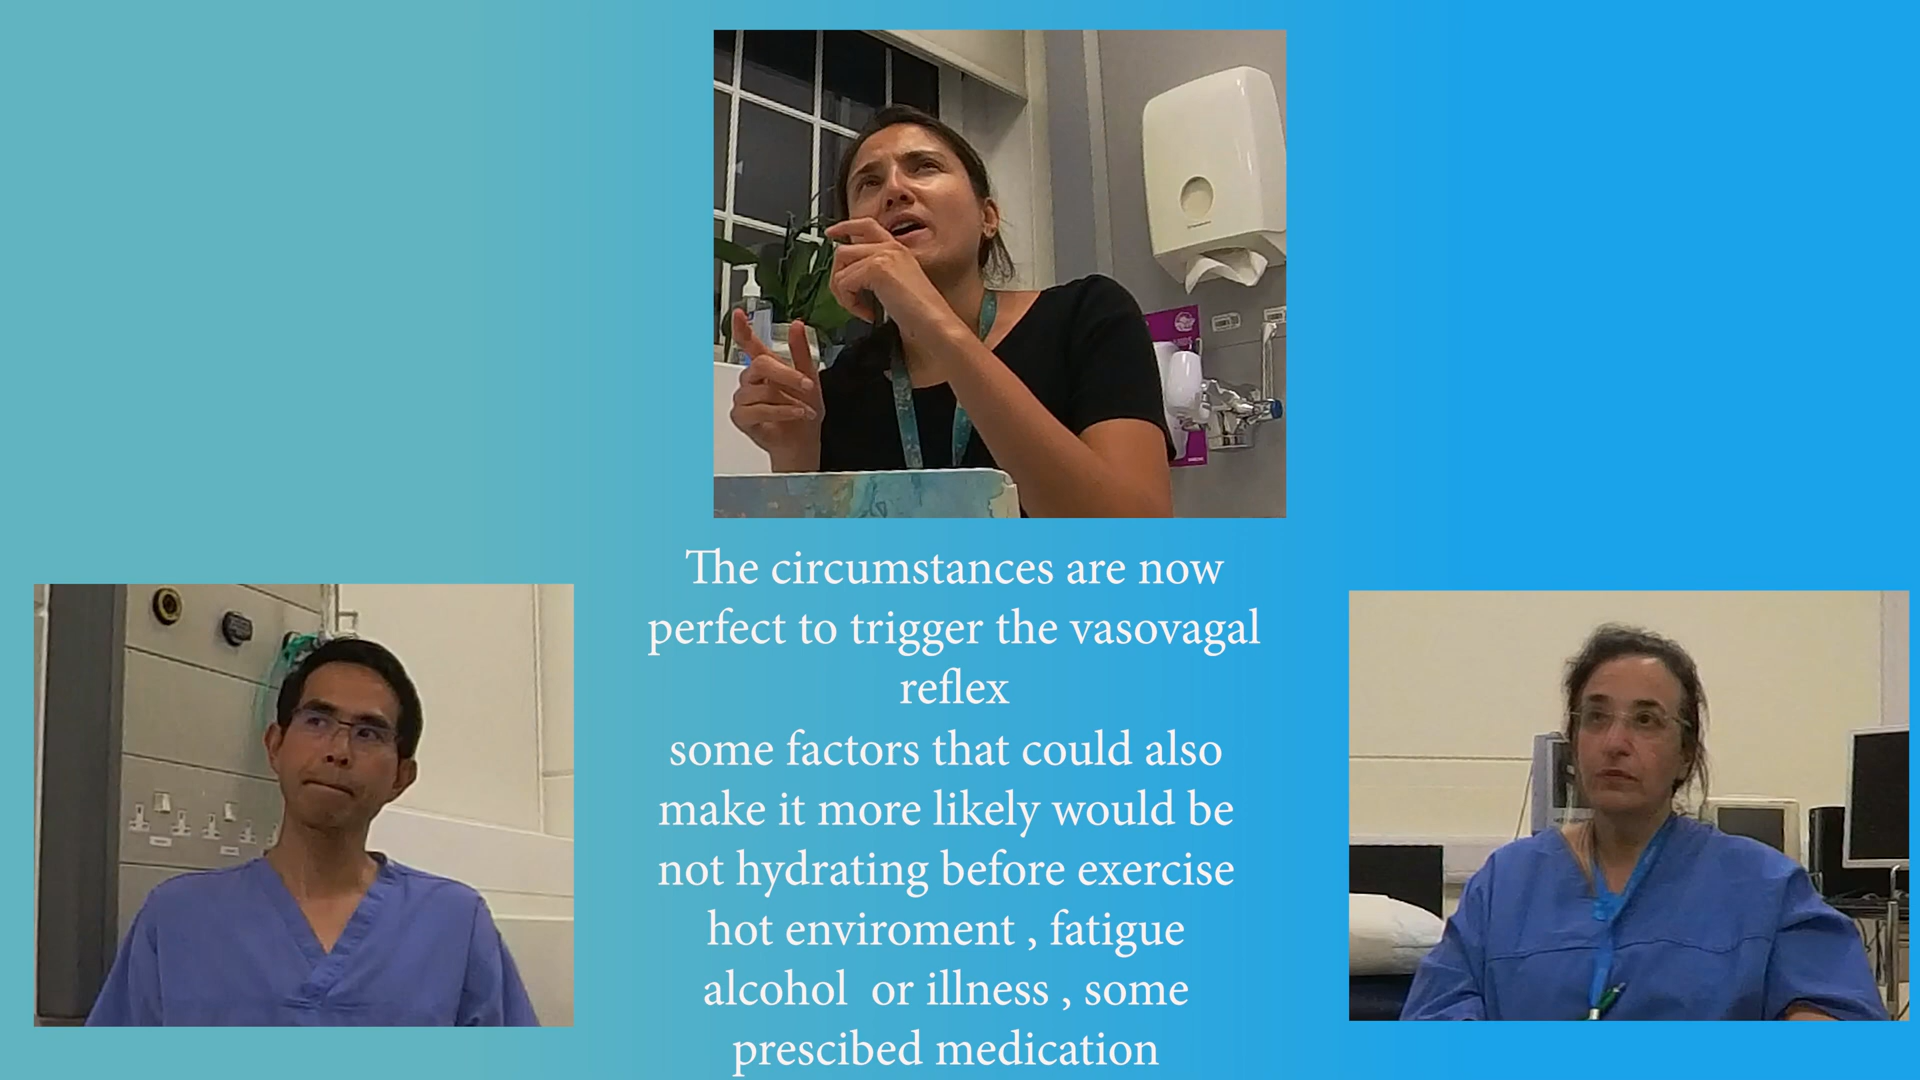 The circumstances are now
perfect to trigger the vasovagal
reflex
some factors that could also
make it more likely would be
not hydrating before exercise
hot enviroment , fatigue
alcohol  or illness , some
prescibed medication